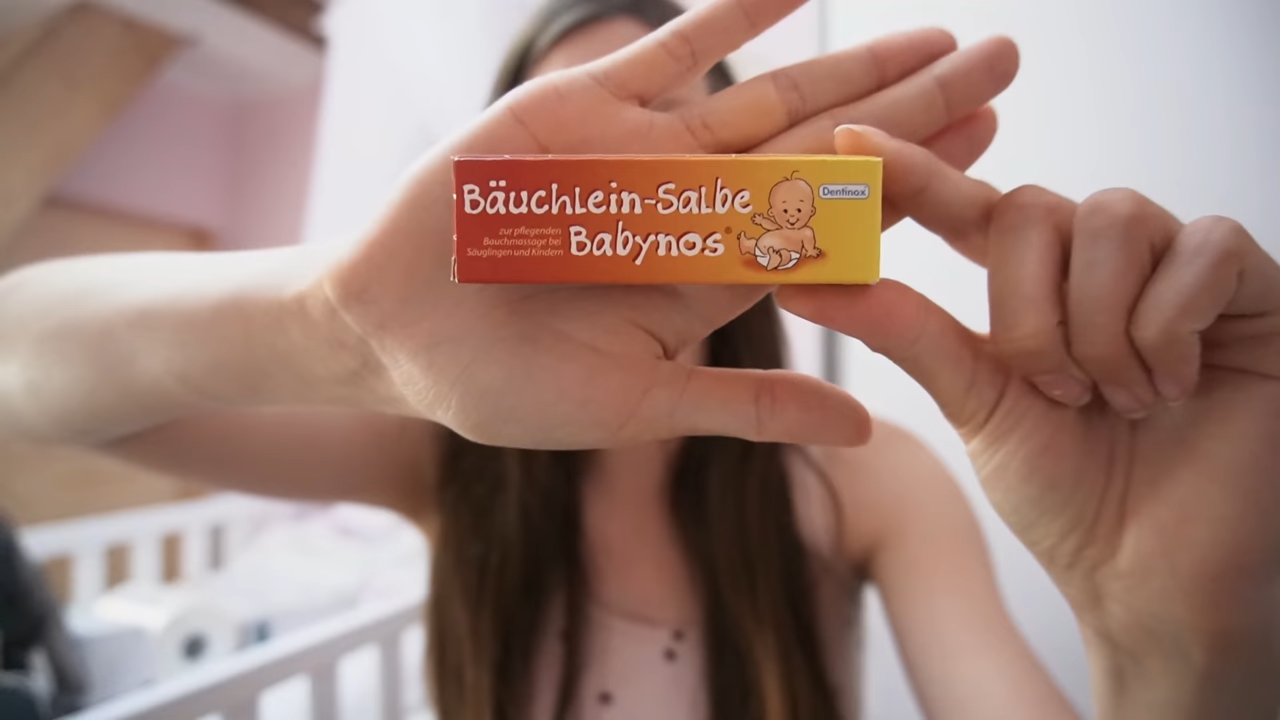 Bäuchlein-Salbe
Babynos®
zur pflegenden
Bauchmassage bei
Säuglingen und Kindern
Dentinox